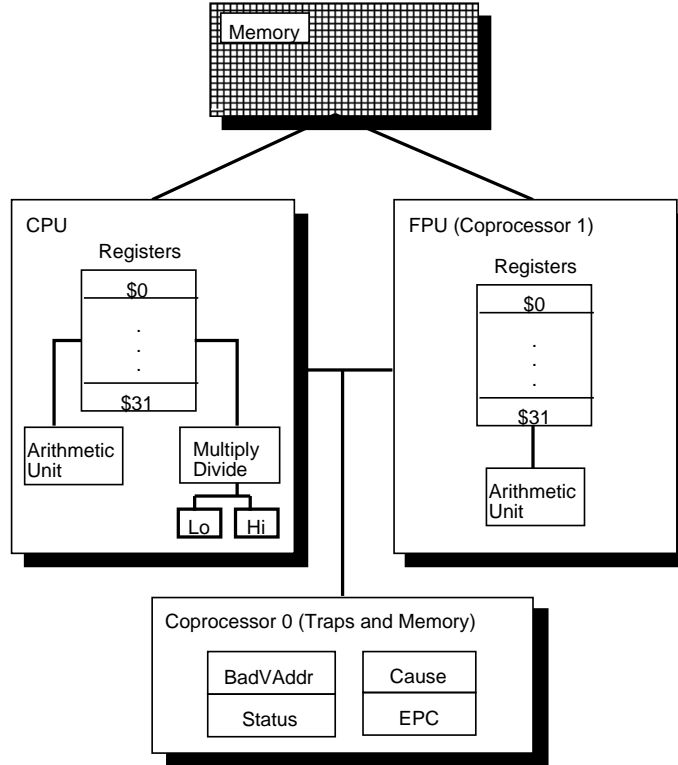 Memory
CPU
Registers
$0
.
.
.
$31
Arithmetic
Unit
Multiply
Divide
Lo
Hi
FPU (Coprocessor 1)
Registers
$0
.
.
.
$31
Arithmetic
Unit
Coprocessor 0 (Traps and Memory)
BadVAddr
Status
Cause
EPC